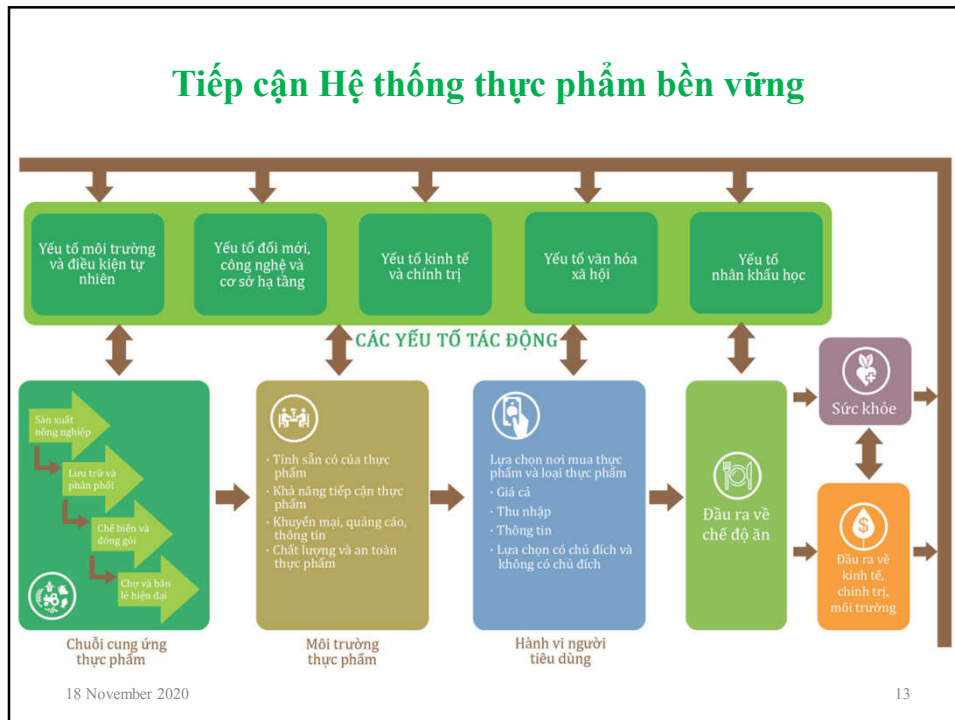 Tiếp cận Hệ thống thực phẩm bền vững
Yếu tố môi trường
và điều kiện tự
nhiên
Yếu tố đổi mới,
công nghệ và
cơ sở hạ tầng
Yếu tố kinh tế
và chính trị
Yếu tố văn hóa
xã hội
Yếu tố
nhân khẩu học
CÁC YẾU TỐ TÁC ĐỘNG
Sản xuất
nông nghiệp
Lưu trữ và
phân phối
Chế biến và
đóng gói
Chợ và bán
lẻ hiện đại
Chuỗi cung ứng
thực phẩm
· Tính sẵn có của thực
phẩm
· Khả năng tiếp cận thực
phẩm
· Khuyến mại, quảng cáo,
thông tin
· Chất lượng và an toàn
thực phẩm
Môi trường
thực phẩm
Lựa chọn nơi mua thực
phẩm và loại thực phẩm
· Giá cả
· Thu nhập
· Thông tin
· Lựa chọn có chủ đích và
không có chủ đích
Hành vi người
tiêu dùng
Đầu ra về
chế độ ăn
Sức khỏe
$
Đầu ra về
kinh tế,
chính trị,
môi trường
18 November 2020
13